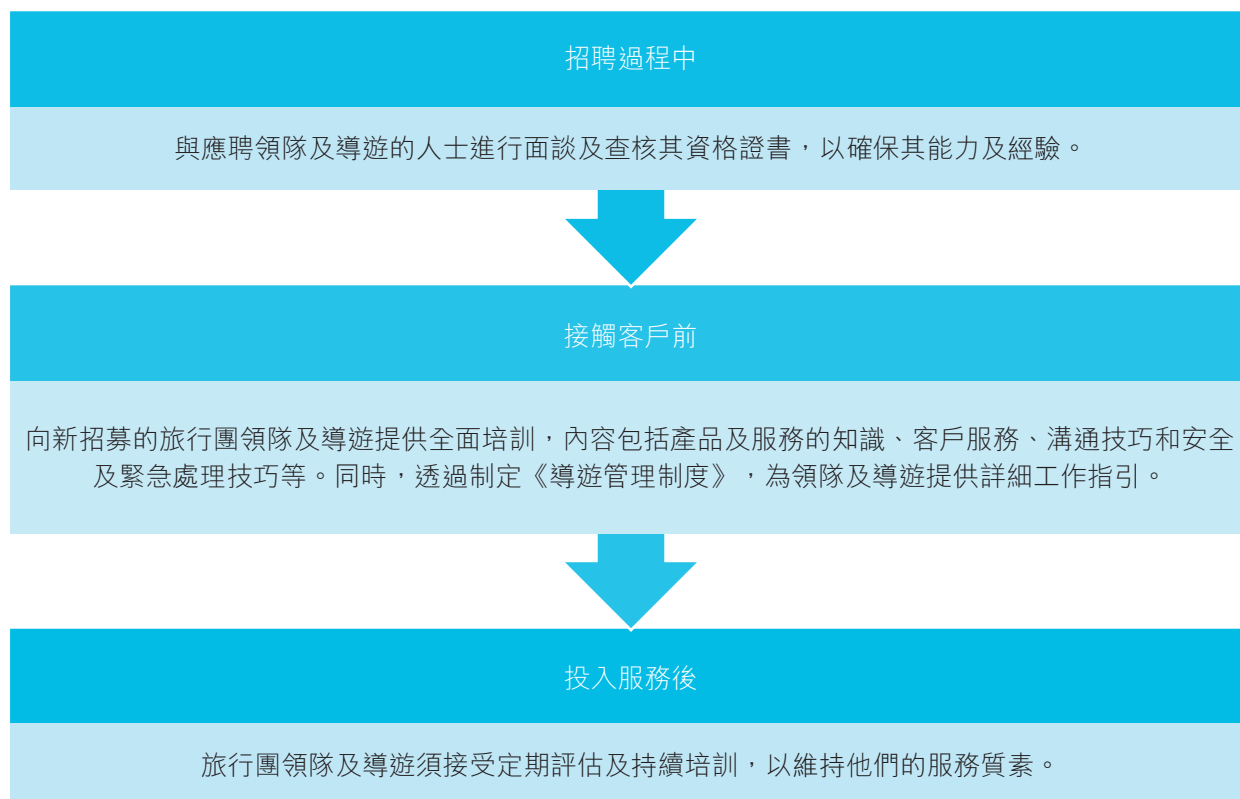 招聘過程中
與應聘領隊及導遊的人士進行面談及查核其資格證書，以確保其能力及經驗。
接觸客戶前
向新招募的旅行團領隊及導遊提供全面培訓，內容包括產品及服務的知識、客戶服務、溝通技巧和安全
及緊急處理技巧等。同時，透過制定《導遊管理制度》，為領隊及導遊提供詳細工作指引。
投入服務後
旅行團領隊及導遊須接受定期評估及持續培訓，以維持他們的服務質素。